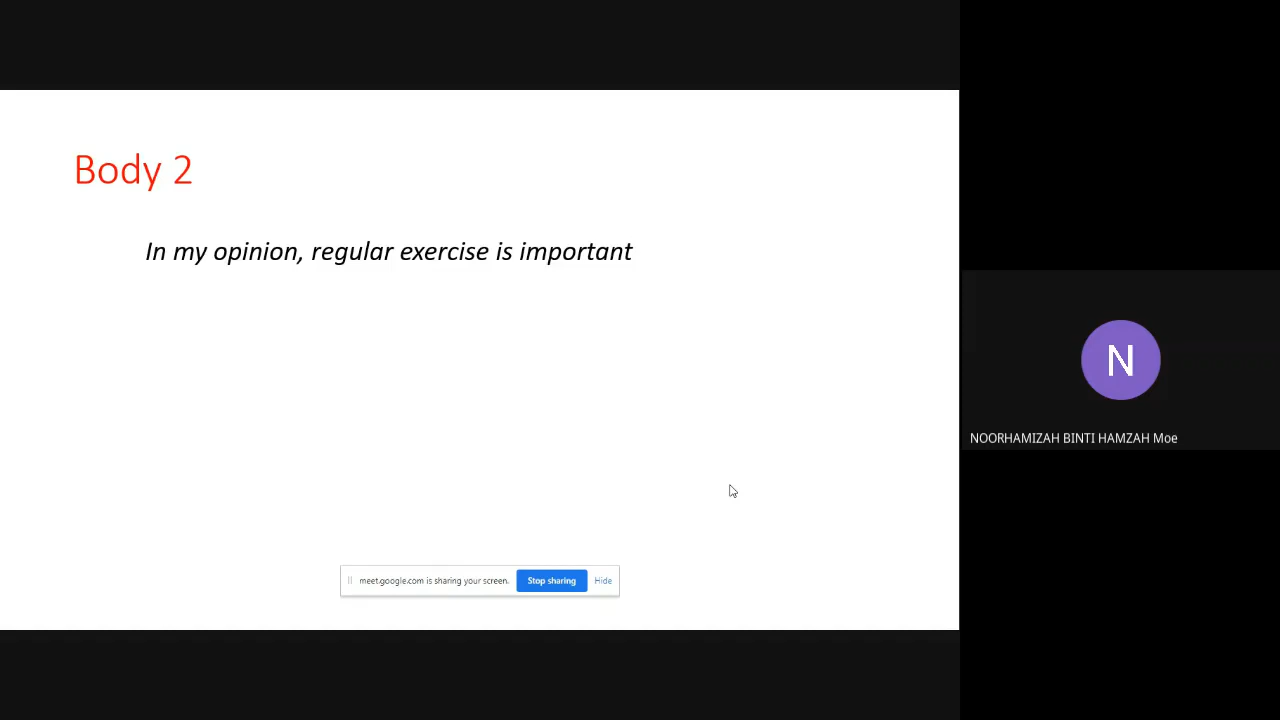 Body 2
In my opinion, regular exercise is important
N
NOORHAMIZAH BINTI HAMZAH Moe
meet.google.com is sharing your screen. Stop sharing Hide